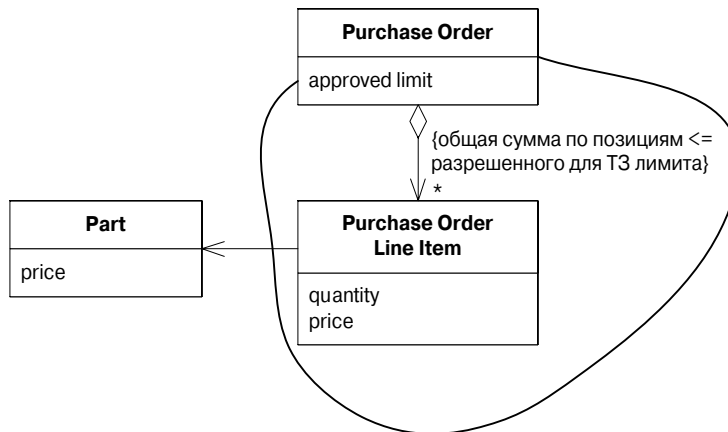 Purchase Order
approved limit
{общая сумма по позициям <=
разрешенного для ТЗ лимита}
*
Part
price
Purchase Order
Line Item
quantity
price